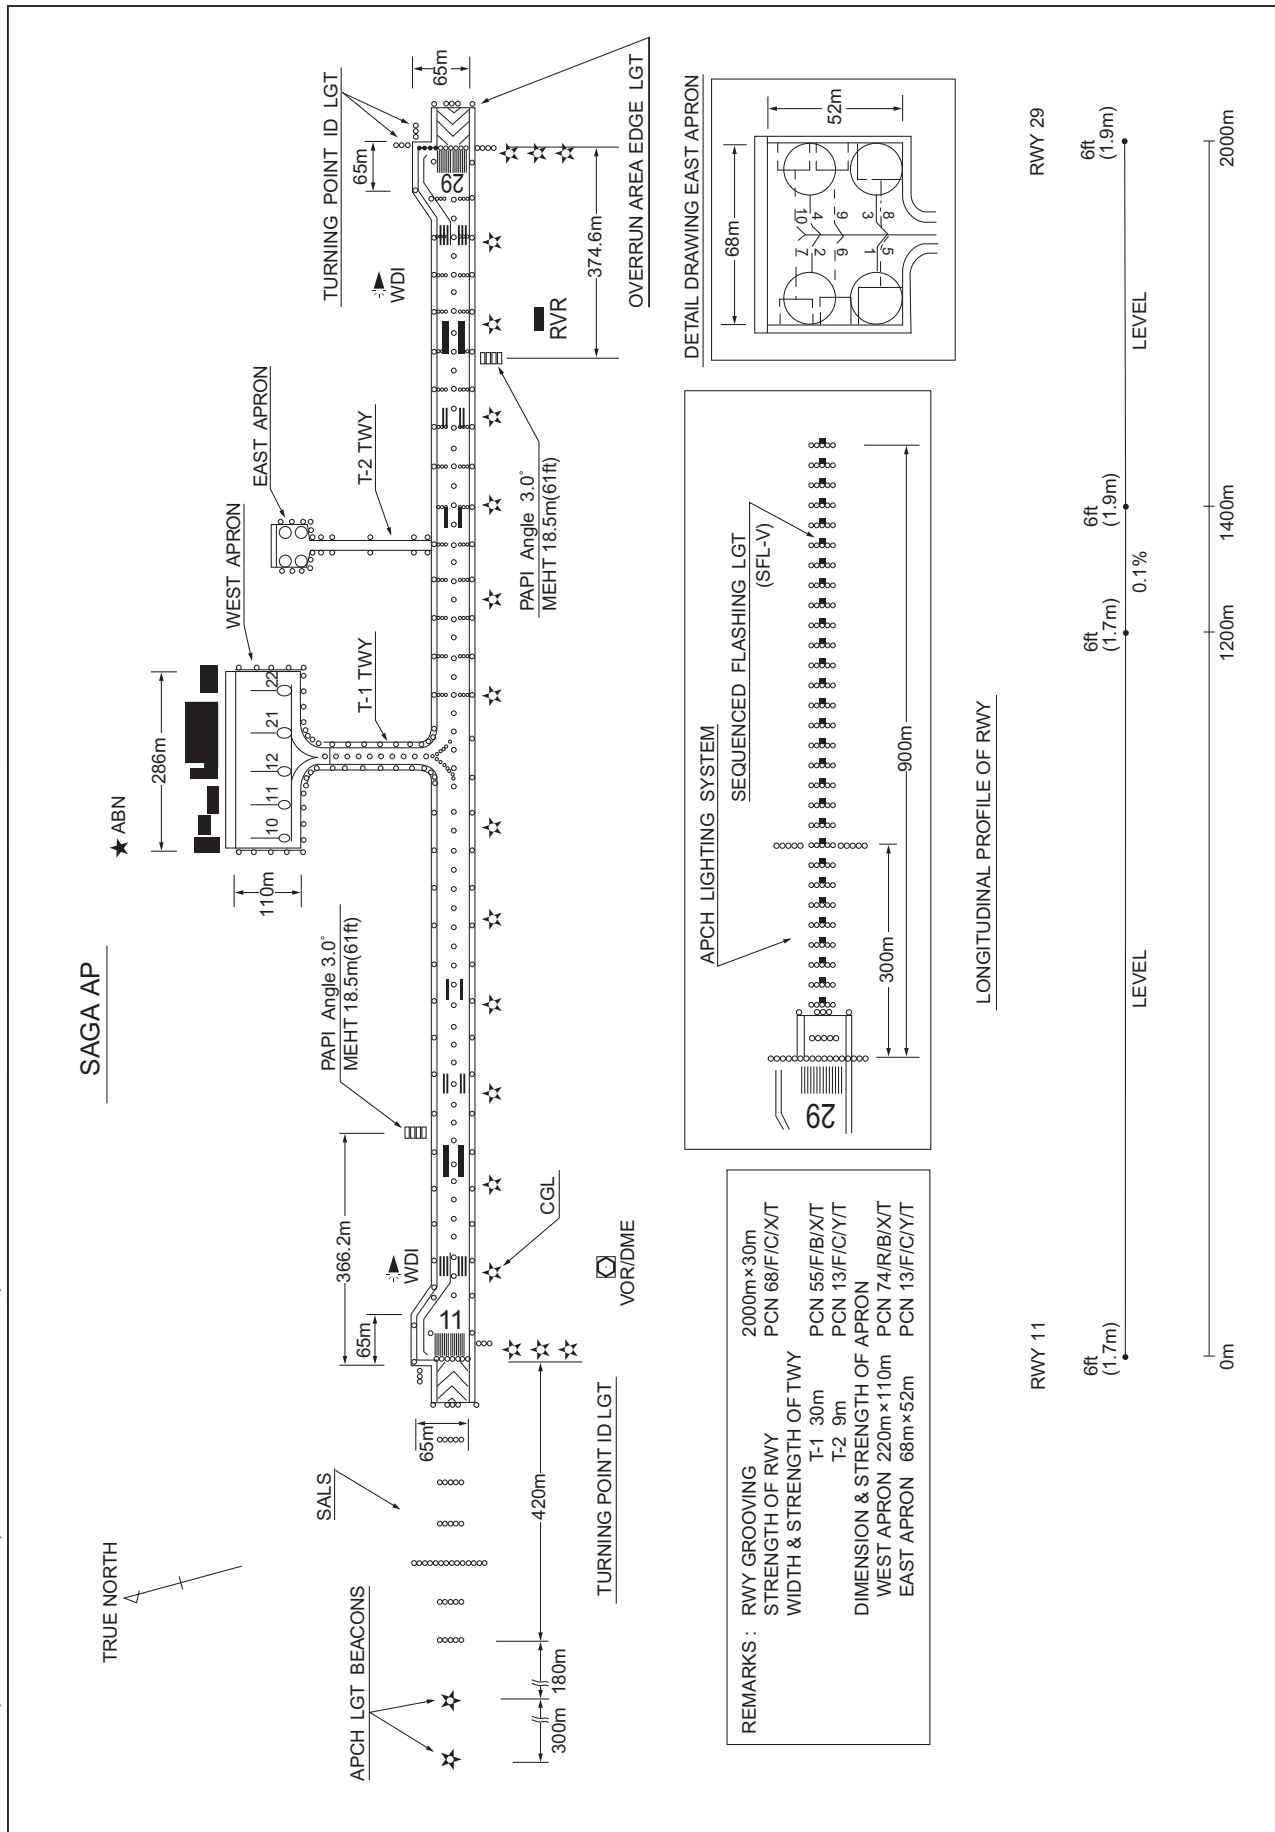 SAGA AP
TRUE NORTH
APCH LGT BEACONS
SALS
300m
180m
420m
65m
TURNING POINT ID LGT
65m
366.2m
11
WDI
VOR/DME
CGL
PAPI Angle 3.0°
MEHT 18.5m(61ft)
110m
286m
ABN
10
11
12
21
22
WEST APRON
T-1 TWY
EAST APRON
T-2 TWY
PAPI Angle 3.0°
MEHT 18.5m(61ft)
RVR
374.6m
WDI
TURNING POINT ID LGT
65m
65m
29
OVERRUN AREA EDGE LGT
REMARKS : RWY GROOVING 2000m×30m
STRENGTH OF RWY PCN 68/F/C/X/T
WIDTH & STRENGTH OF TWY
T-1 30m PCN 55/F/B/X/T
T-2 9m PCN 13/F/C/Y/T
DIMENSION & STRENGTH OF APRON
WEST APRON 220m×110m PCN 74/R/B/X/T
EAST APRON 68m×52m PCN 13/F/C/Y/T
APCH LIGHTING SYSTEM
SEQUENCED FLASHING LGT
(SFL-V)
29
300m
900m
DETAIL DRAWING EAST APRON
68m
52m
10 4 9 3 8
7 2 6 1 5
LONGITUDINAL PROFILE OF RWY
RWY 11
RWY 29
6ft
(1.7m)
6ft
(1.7m)
6ft
(1.9m)
6ft
(1.9m)
LEVEL
0.1%
LEVEL
0m
1200m
1400m
2000m